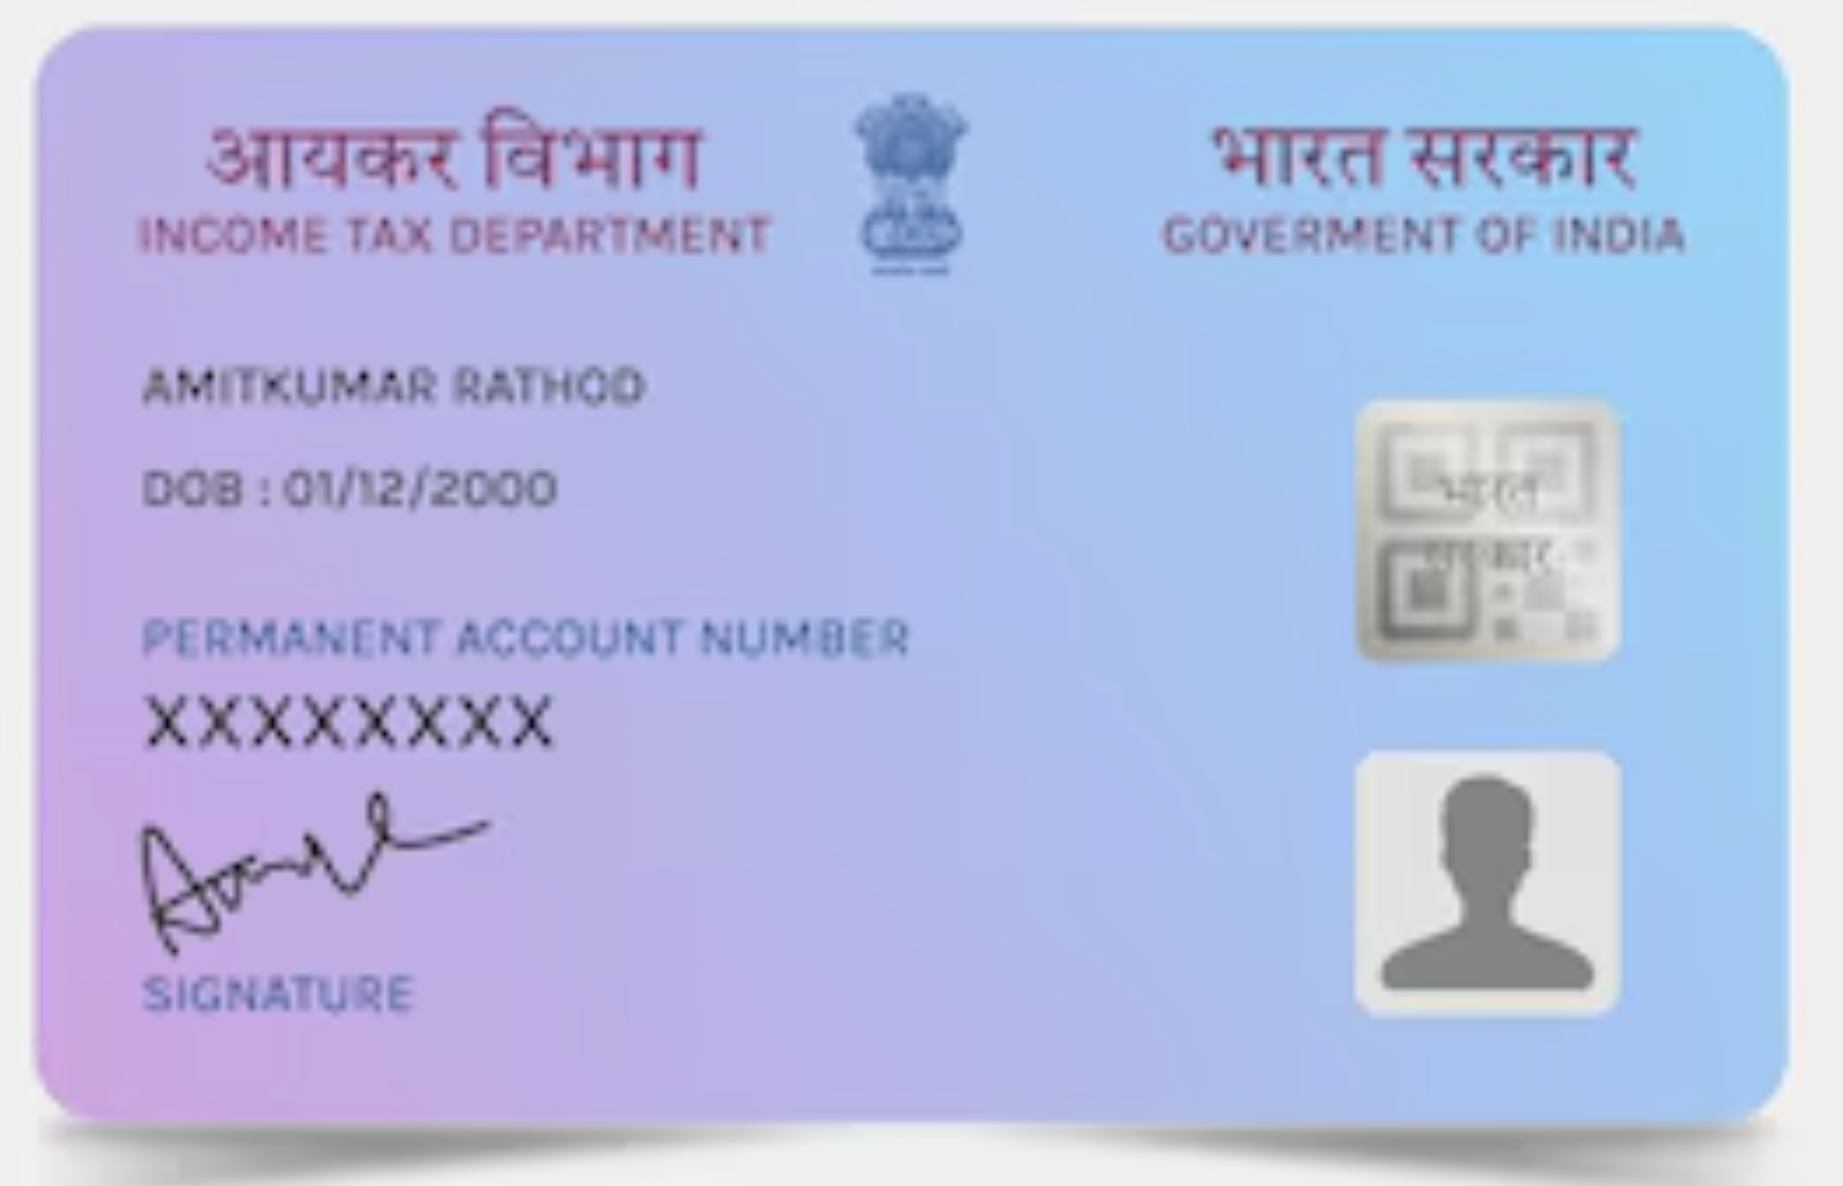 आयकर विभाग
INCOME TAX DEPARTMENT
भारत सरकार
GOVERMENT OF INDIA
AMITKUMAR RATHOD
DOB : 01/12/2000
भारत
सरकार
PERMANENT ACCOUNT NUMBER
XXXXXXXX
SIGNATURE